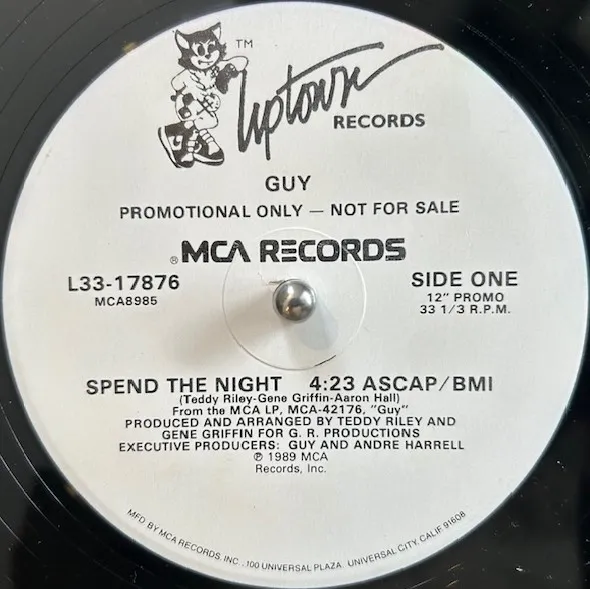 TM
Uptown
RECORDS
GUY
PROMOTIONAL ONLY — NOT FOR SALE
® MCA RECORDS
L33-17876
MCA8985
SIDE ONE
12" PROMO
33 1/3 R.P.M.
SPEND THE NIGHT 4:23 ASCAP/BMI
(Teddy Riley-Gene Griffin-Aaron Hall)
From the MCA LP, MCA-42176, "Guy"
PRODUCED AND ARRANGED BY TEDDY RILEY AND
GENE GRIFFIN FOR G. R. PRODUCTIONS
EXECUTIVE PRODUCERS: GUY AND ANDRE HARRELL
℗ 1989 MCA
Records, Inc.
MFD. BY MCA RECORDS, INC., 100 UNIVERSAL PLAZA, UNIVERSAL CITY, CALIF. 91608